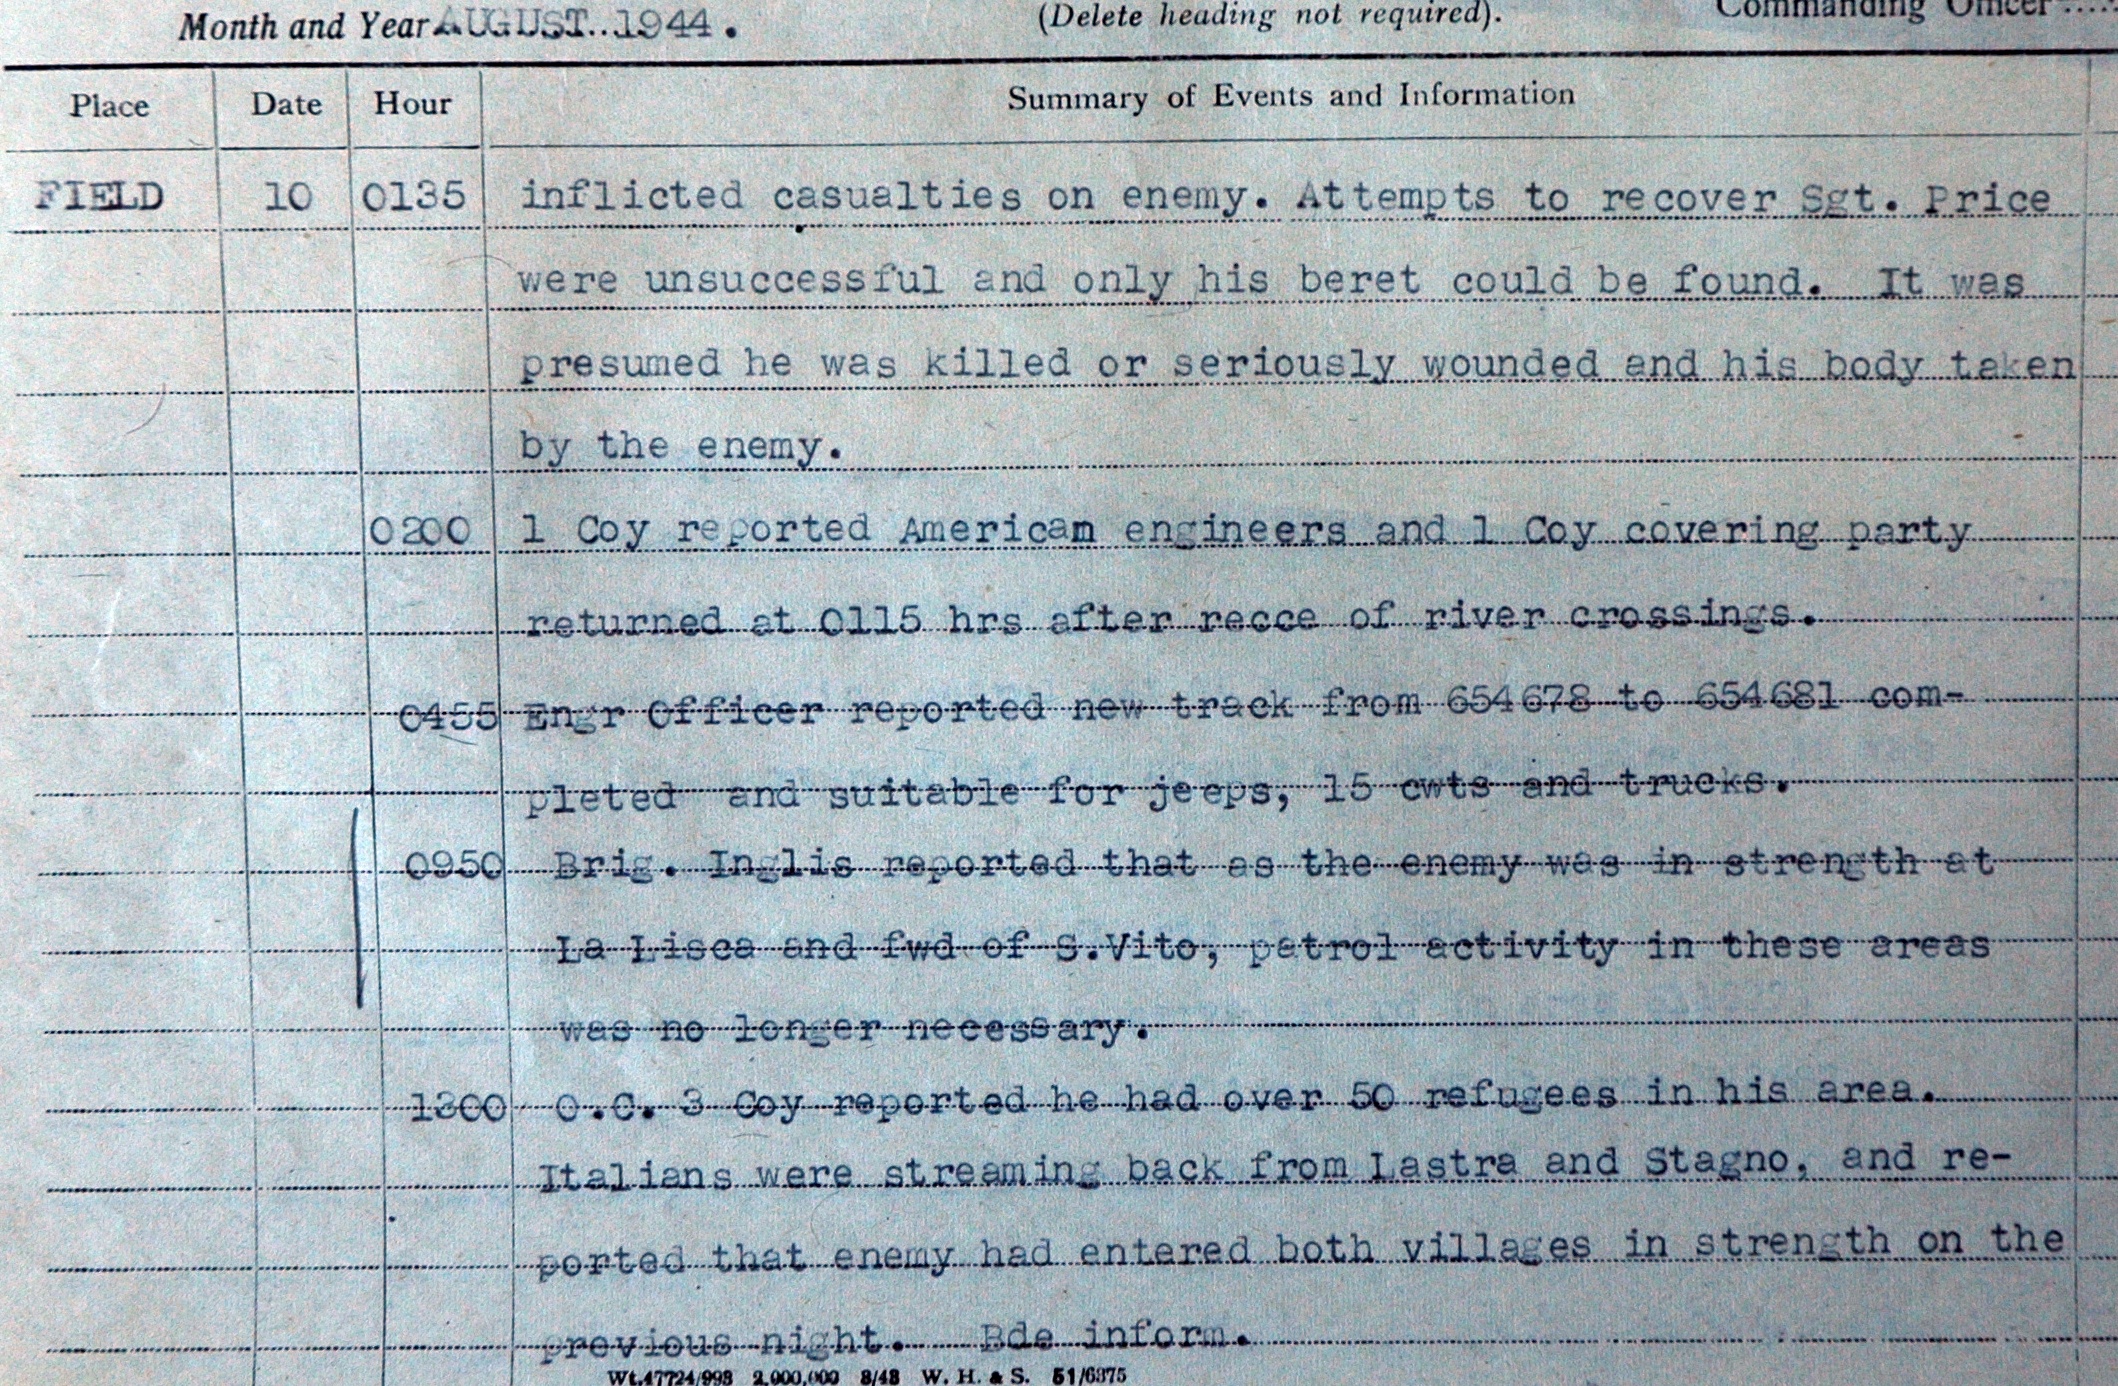 Month and Year AUGUST..1944.
(Delete heading not required).
Commanding Officer.....
Place Date Hour Summary of Events and Information
FIELD 10 0135 inflicted casualties on enemy. Attempts to recover Sgt. Price
were unsuccessful and only his beret could be found. It was
presumed he was killed or seriously wounded and his body taken
by the enemy.
0200 1 Coy reported American engineers and 1 Coy covering party
returned at 0115 hrs after recce of river crossings.
0455 Engr Officer reported new track from 654678 to 654681 com-
pleted and suitable for jeeps, 15 cwts and trucks.
0950 Brig. Inglis reported that as the enemy was in strength at
La Lisca and fwd of S.Vito, patrol activity in these areas
was no longer necessary.
1300 O.C. 3 Coy reported he had over 50 refugees in his area.
Italians were streaming back from Lastra and Stagno, and re-
ported that enemy had entered both villages in strength on the
previous night. Bde inform.
Wt.47724/993 2,000,000 8/43 W. H. & S. 51/6375